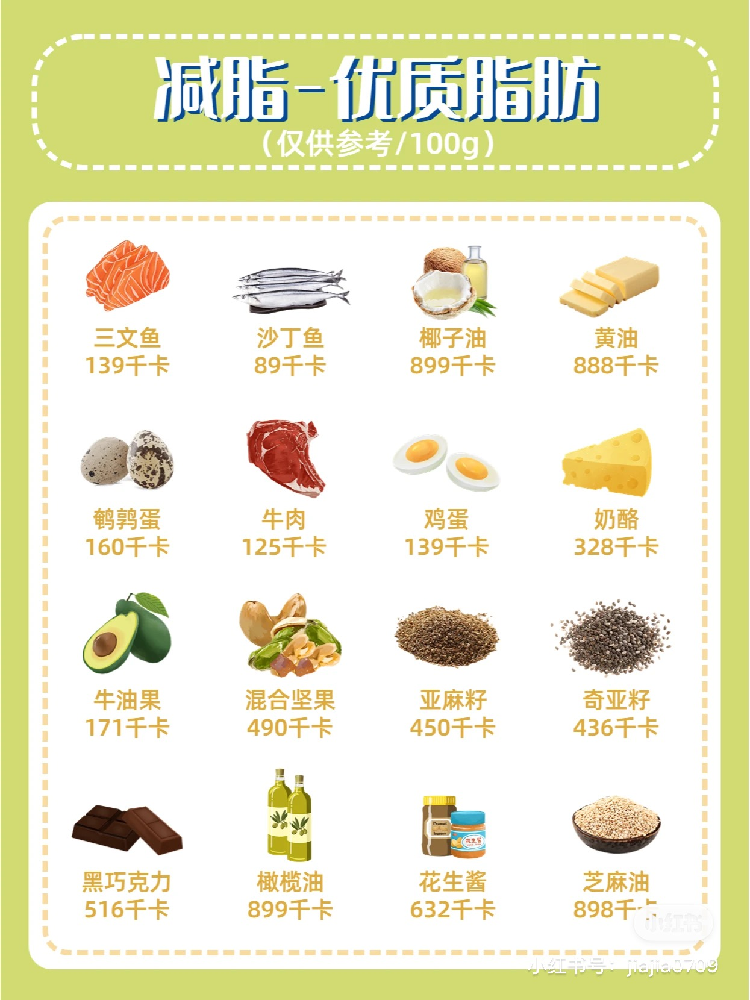 减脂-优质脂肪
（仅供参考/100g）
三文鱼
139千卡
沙丁鱼
89千卡
椰子油
899千卡
黄油
888千卡
鹌鹑蛋
160千卡
牛肉
125千卡
鸡蛋
139千卡
奶酪
328千卡
牛油果
171千卡
混合坚果
490千卡
亚麻籽
450千卡
奇亚籽
436千卡
黑巧克力
516千卡
橄榄油
899千卡
Peanut
butter
花生酱
花生酱
632千卡
芝麻油
898千卡
小红书
小红书号：jiajia0709